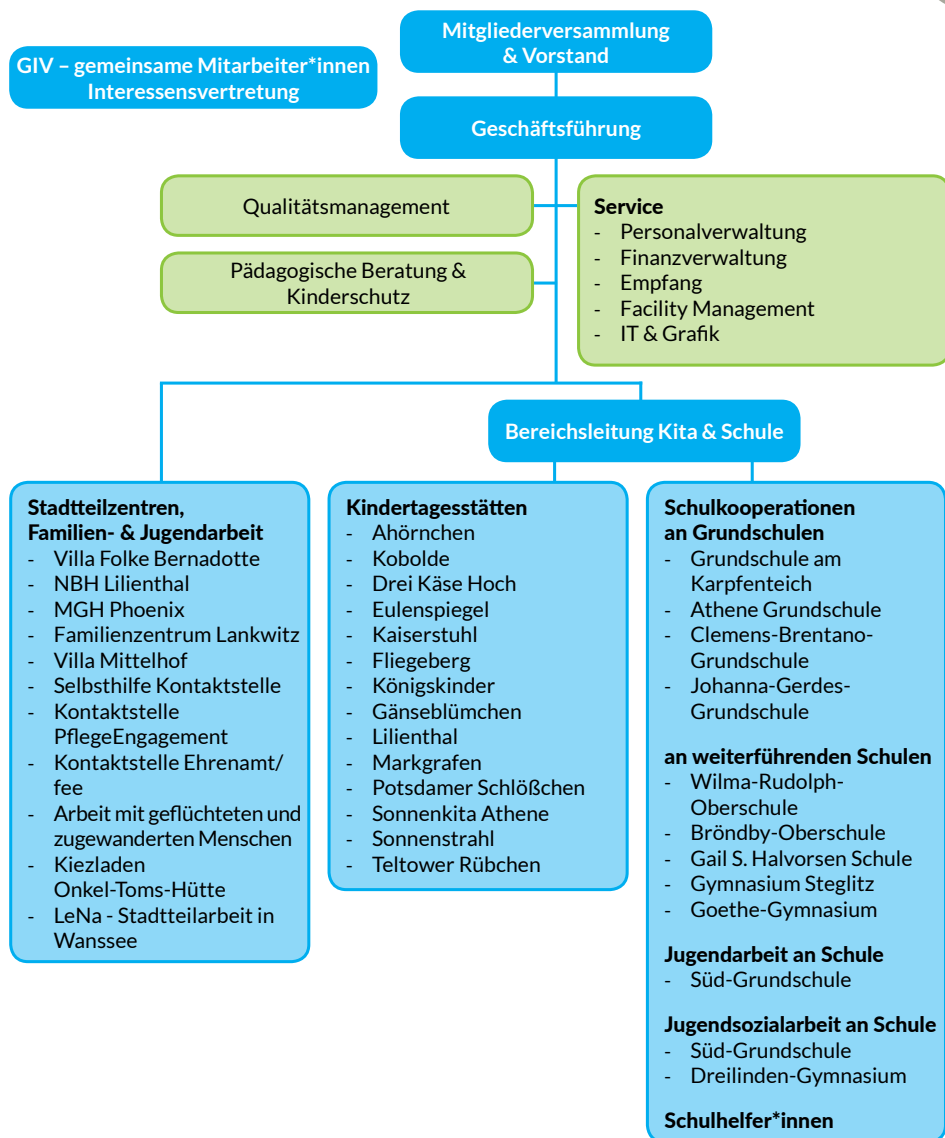 Mitgliederversammlung
& Vorstand
GIV – gemeinsame Mitarbeiter*innen
Interessensvertretung
Geschäftsführung
Qualitätsmanagement
Pädagogische Beratung &
Kinderschutz
Service
- Personalverwaltung
- Finanzverwaltung
- Empfang
- Facility Management
- IT & Grafik
Bereichsleitung Kita & Schule
Stadtteilzentren,
Familien- & Jugendarbeit
- Villa Folke Bernadotte
- NBH Lilienthal
- MGH Phoenix
- Familienzentrum Lankwitz
- Villa Mittelhof
- Selbsthilfe Kontaktstelle
- Kontaktstelle
PflegeEngagement
- Kontaktstelle Ehrenamt/
fee
- Arbeit mit geflüchteten und
zugewanderten Menschen
- Kiezladen
Onkel-Toms-Hütte
- LeNa - Stadtteilarbeit in
Wanssee
Kindertagesstätten
- Ahörnchen
- Kobolde
- Drei Käse Hoch
- Eulenspiegel
- Kaiserstuhl
- Fliegeberg
- Königskinder
- Gänseblümchen
- Lilienthal
- Markgrafen
- Potsdamer Schlößchen
- Sonnenkita Athene
- Sonnenstrahl
- Teltower Rübchen
Schulkooperationen
an Grundschulen
- Grundschule am
Karpfenteich
- Athene Grundschule
- Clemens-Brentano-
Grundschule
- Johanna-Gerdes-
Grundschule
an weiterführenden Schulen
- Wilma-Rudolph-
Oberschule
- Bröndby-Oberschule
- Gail S. Halvorsen Schule
- Gymnasium Steglitz
- Goethe-Gymnasium
Jugendarbeit an Schule
- Süd-Grundschule
Jugendsozialarbeit an Schule
- Süd-Grundschule
- Dreilinden-Gymnasium
Schulhelfer*innen